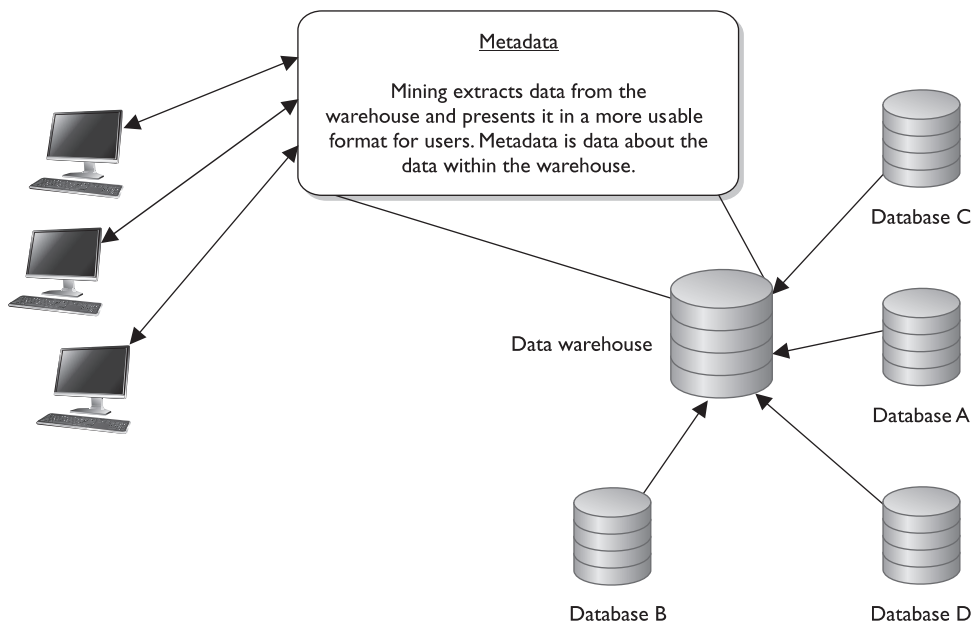 Metadata
Mining extracts data from the
warehouse and presents it in a more usable
format for users. Metadata is data about the
data within the warehouse.
Database C
Data warehouse
Database A
Database B
Database D